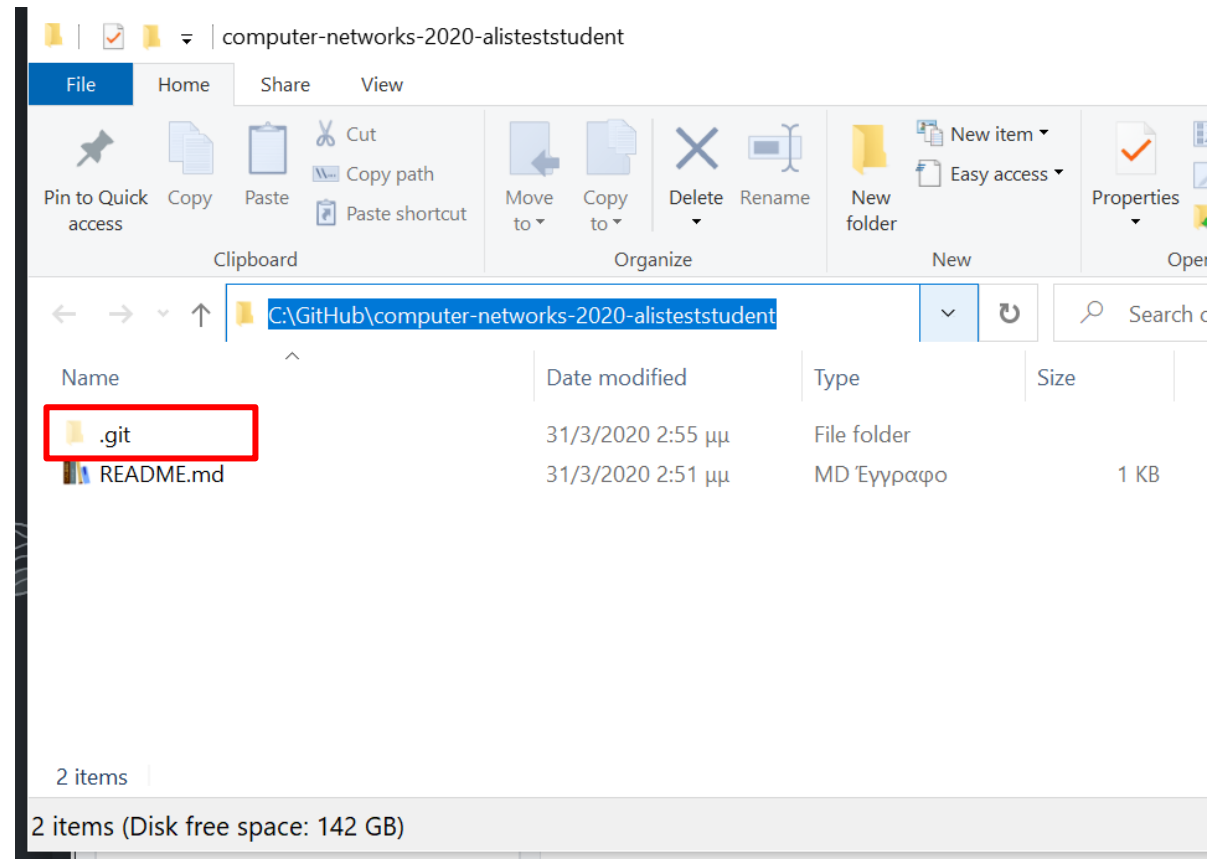 computer-networks-2020-alisteststudent
File Home Share View
Cut
Copy path
Paste shortcut
Pin to Quick access
Copy
Paste
Move to
Copy to
Delete
Rename
New folder
New item
Easy access
Properties
Clipboard Organize New
C:\GitHub\computer-networks-2020-alisteststudent
Search
Name Date modified Type Size
.git 31/3/2020 2:55 μμ File folder
README.md 31/3/2020 2:51 μμ MD Έγγραφο 1 KB
2 items
2 items (Disk free space: 142 GB)